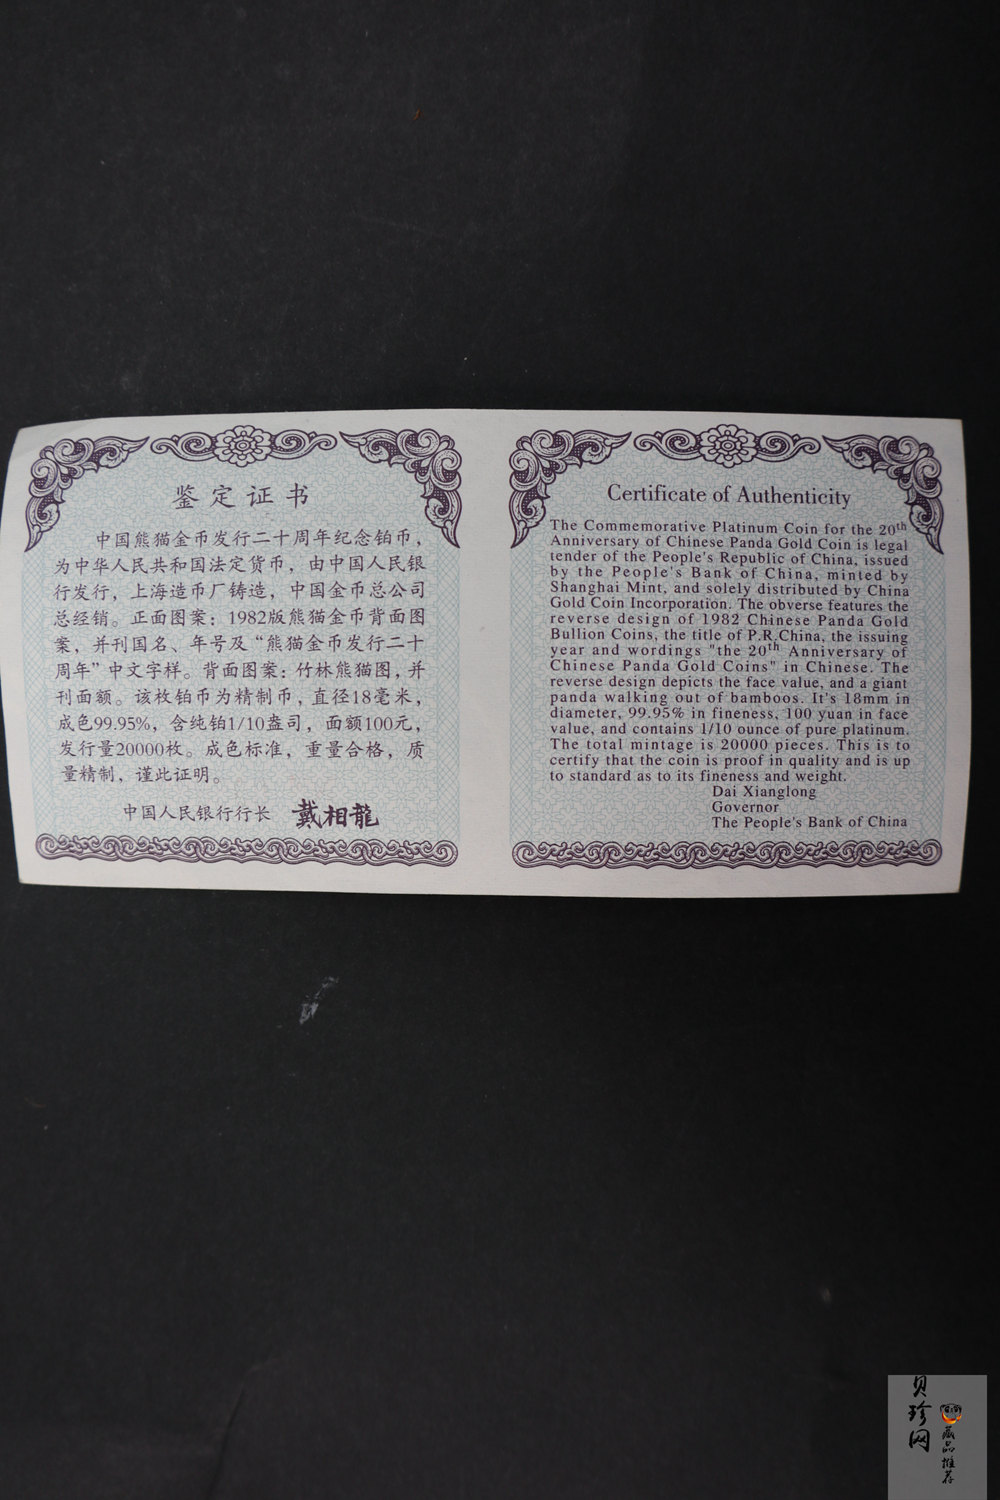 鉴定证书
中国熊猫金币发行二十周年纪念铂币，
为中华人民共和国法定货币，由中国人民银
行发行，上海造币厂铸造，中国金币总公司
总经销。正面图案：1982版熊猫金币背面图
案，并刊国名、年号及“熊猫金币发行二十
周年”中文字样。背面图案：竹林熊猫图，并
刊面额。该枚铂币为精制币，直径18毫米，
成色99.95%，含纯铂1/10盎司，面额100元，
发行量20000枚。成色标准，重量合格，质
量精制，谨此证明。
中国人民银行行长 戴相龍
Certificate of Authenticity
The Commemorative Platinum Coin for the 20th
Anniversary of Chinese Panda Gold Coin is legal
tender of the People's Republic of China, issued
by the People's Bank of China, minted by
Shanghai Mint, and solely distributed by China
Gold Coin Incorporation. The obverse features the
reverse design of 1982 Chinese Panda Gold
Bullion Coins, the title of P.R.China, the issuing
year and wordings "the 20th Anniversary of
Chinese Panda Gold Coins" in Chinese. The
reverse design depicts the face value, and a giant
panda walking out of bamboos. It's 18mm in
diameter, 99.95% in fineness, 100 yuan in face
value, and contains 1/10 ounce of pure platinum.
The total mintage is 20000 pieces. This is to
certify that the coin is proof in quality and is up
to standard as to its fineness and weight.
Dai Xianglong
Governor
The People's Bank of China
贝珍网
藏品推荐